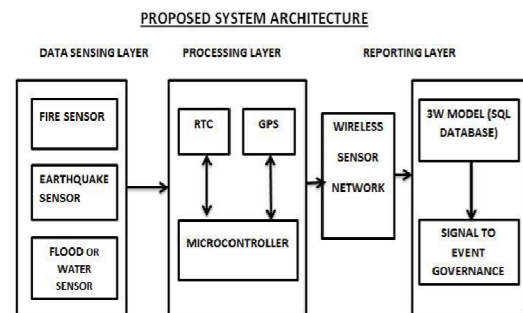 PROPOSED SYSTEM ARCHITECTURE
DATA SENSING LAYER
PROCESSING LAYER
REPORTING LAYER
FIRE SENSOR
EARTHQUAKE
SENSOR
FLOOD OR
WATER
SENSOR
RTC
GPS
MICROCONTROLLER
WIRELESS
SENSOR
NETWORK
3W MODEL (SQL
DATABASE)
SIGNAL TO
EVENT
GOVERNANCE